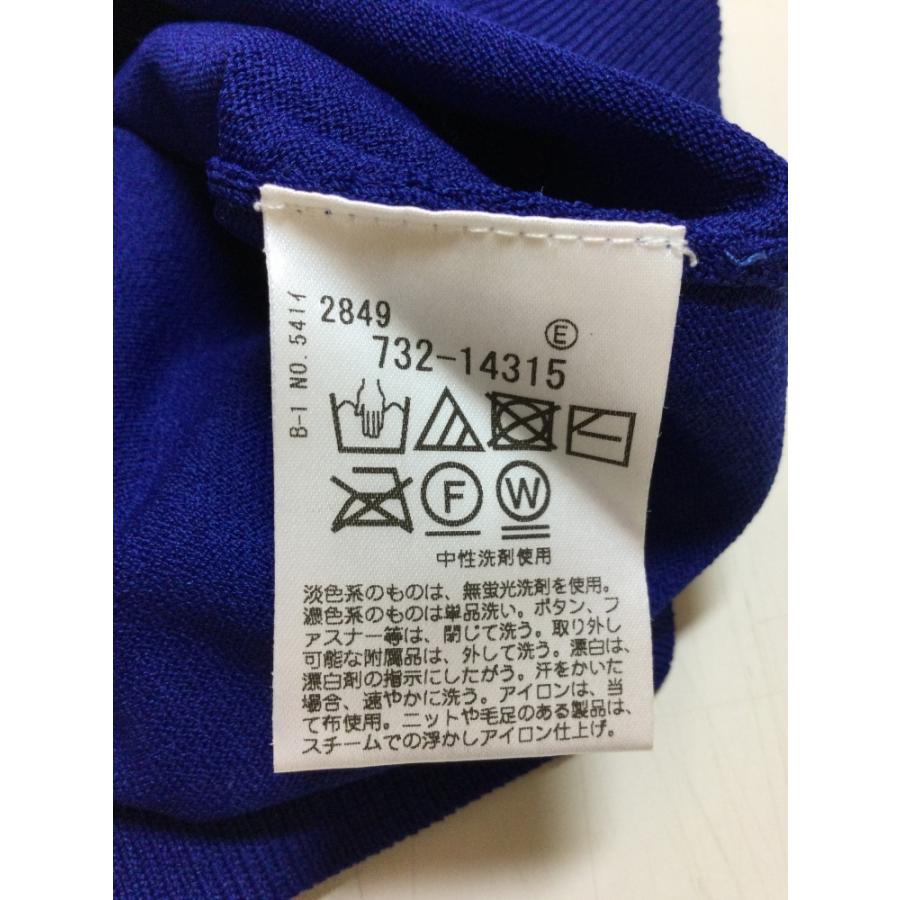 2849
E
732-14315
B-1 NO.5411イ
F
W
中性洗剤使用
淡色系のものは、無蛍光洗剤を使用。
濃色系のものは単品洗い。ボタン、フ
ァスナー等は、閉じて洗う。取り外し
可能な附属品は、外して洗う。漂白は、
漂白剤の指示にしたがう。汗をかいた
場合、速やかに洗う。アイロンは、当
て布使用。ニットや毛足のある製品は、
スチームでの浮かしアイロン仕上げ。